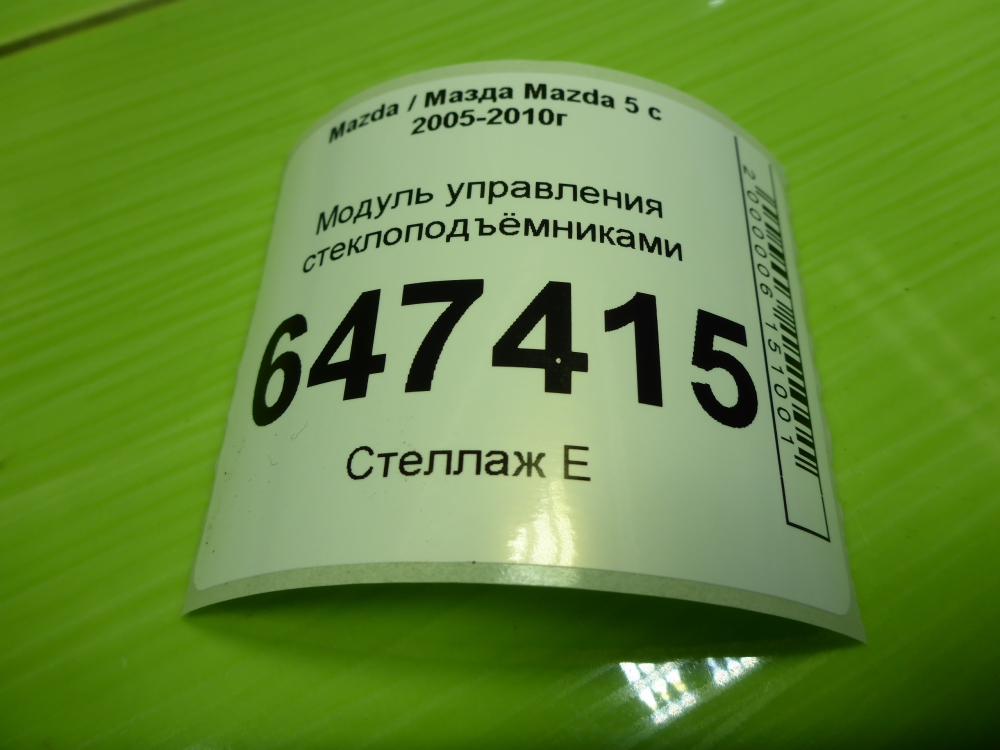 Mazda / Мазда Mazda 5 с
2005-2010г
Модуль управления
стеклоподъёмниками
647415
Стеллаж Е
2000006151001